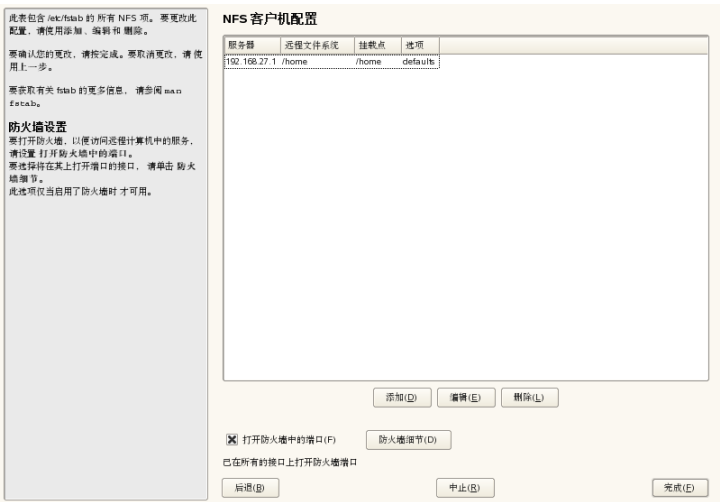 此表包含 /etc/fstab 的 所有 NFS 项。 要更改此
配置，请使用添加 、编辑 和 删除。
要确认您的更改，请按完成。要取消更改，请 使
用上一步。
要获取有关 fstab 的更多信息， 请参阅 man
fstab。
防火墙设置
要打开防火墙，以便访问远程计算机中的服务，
请设置 打开防火墙中的端口。
要选择将在其上打开端口的接口， 请单击 防火
墙细节。
此选项仅当启用了防火墙时 才可用。
NFS 客户机配置
服务器 远程文件系统 挂载点 选项
192.168.27.1 /home /home defaults
添加(D) 编辑(E) 删除(L)
打开防火墙中的端口(F) 防火墙细节(D)
已在所有的接口上打开防火墙端口
后退(B) 中止(R) 完成(F)